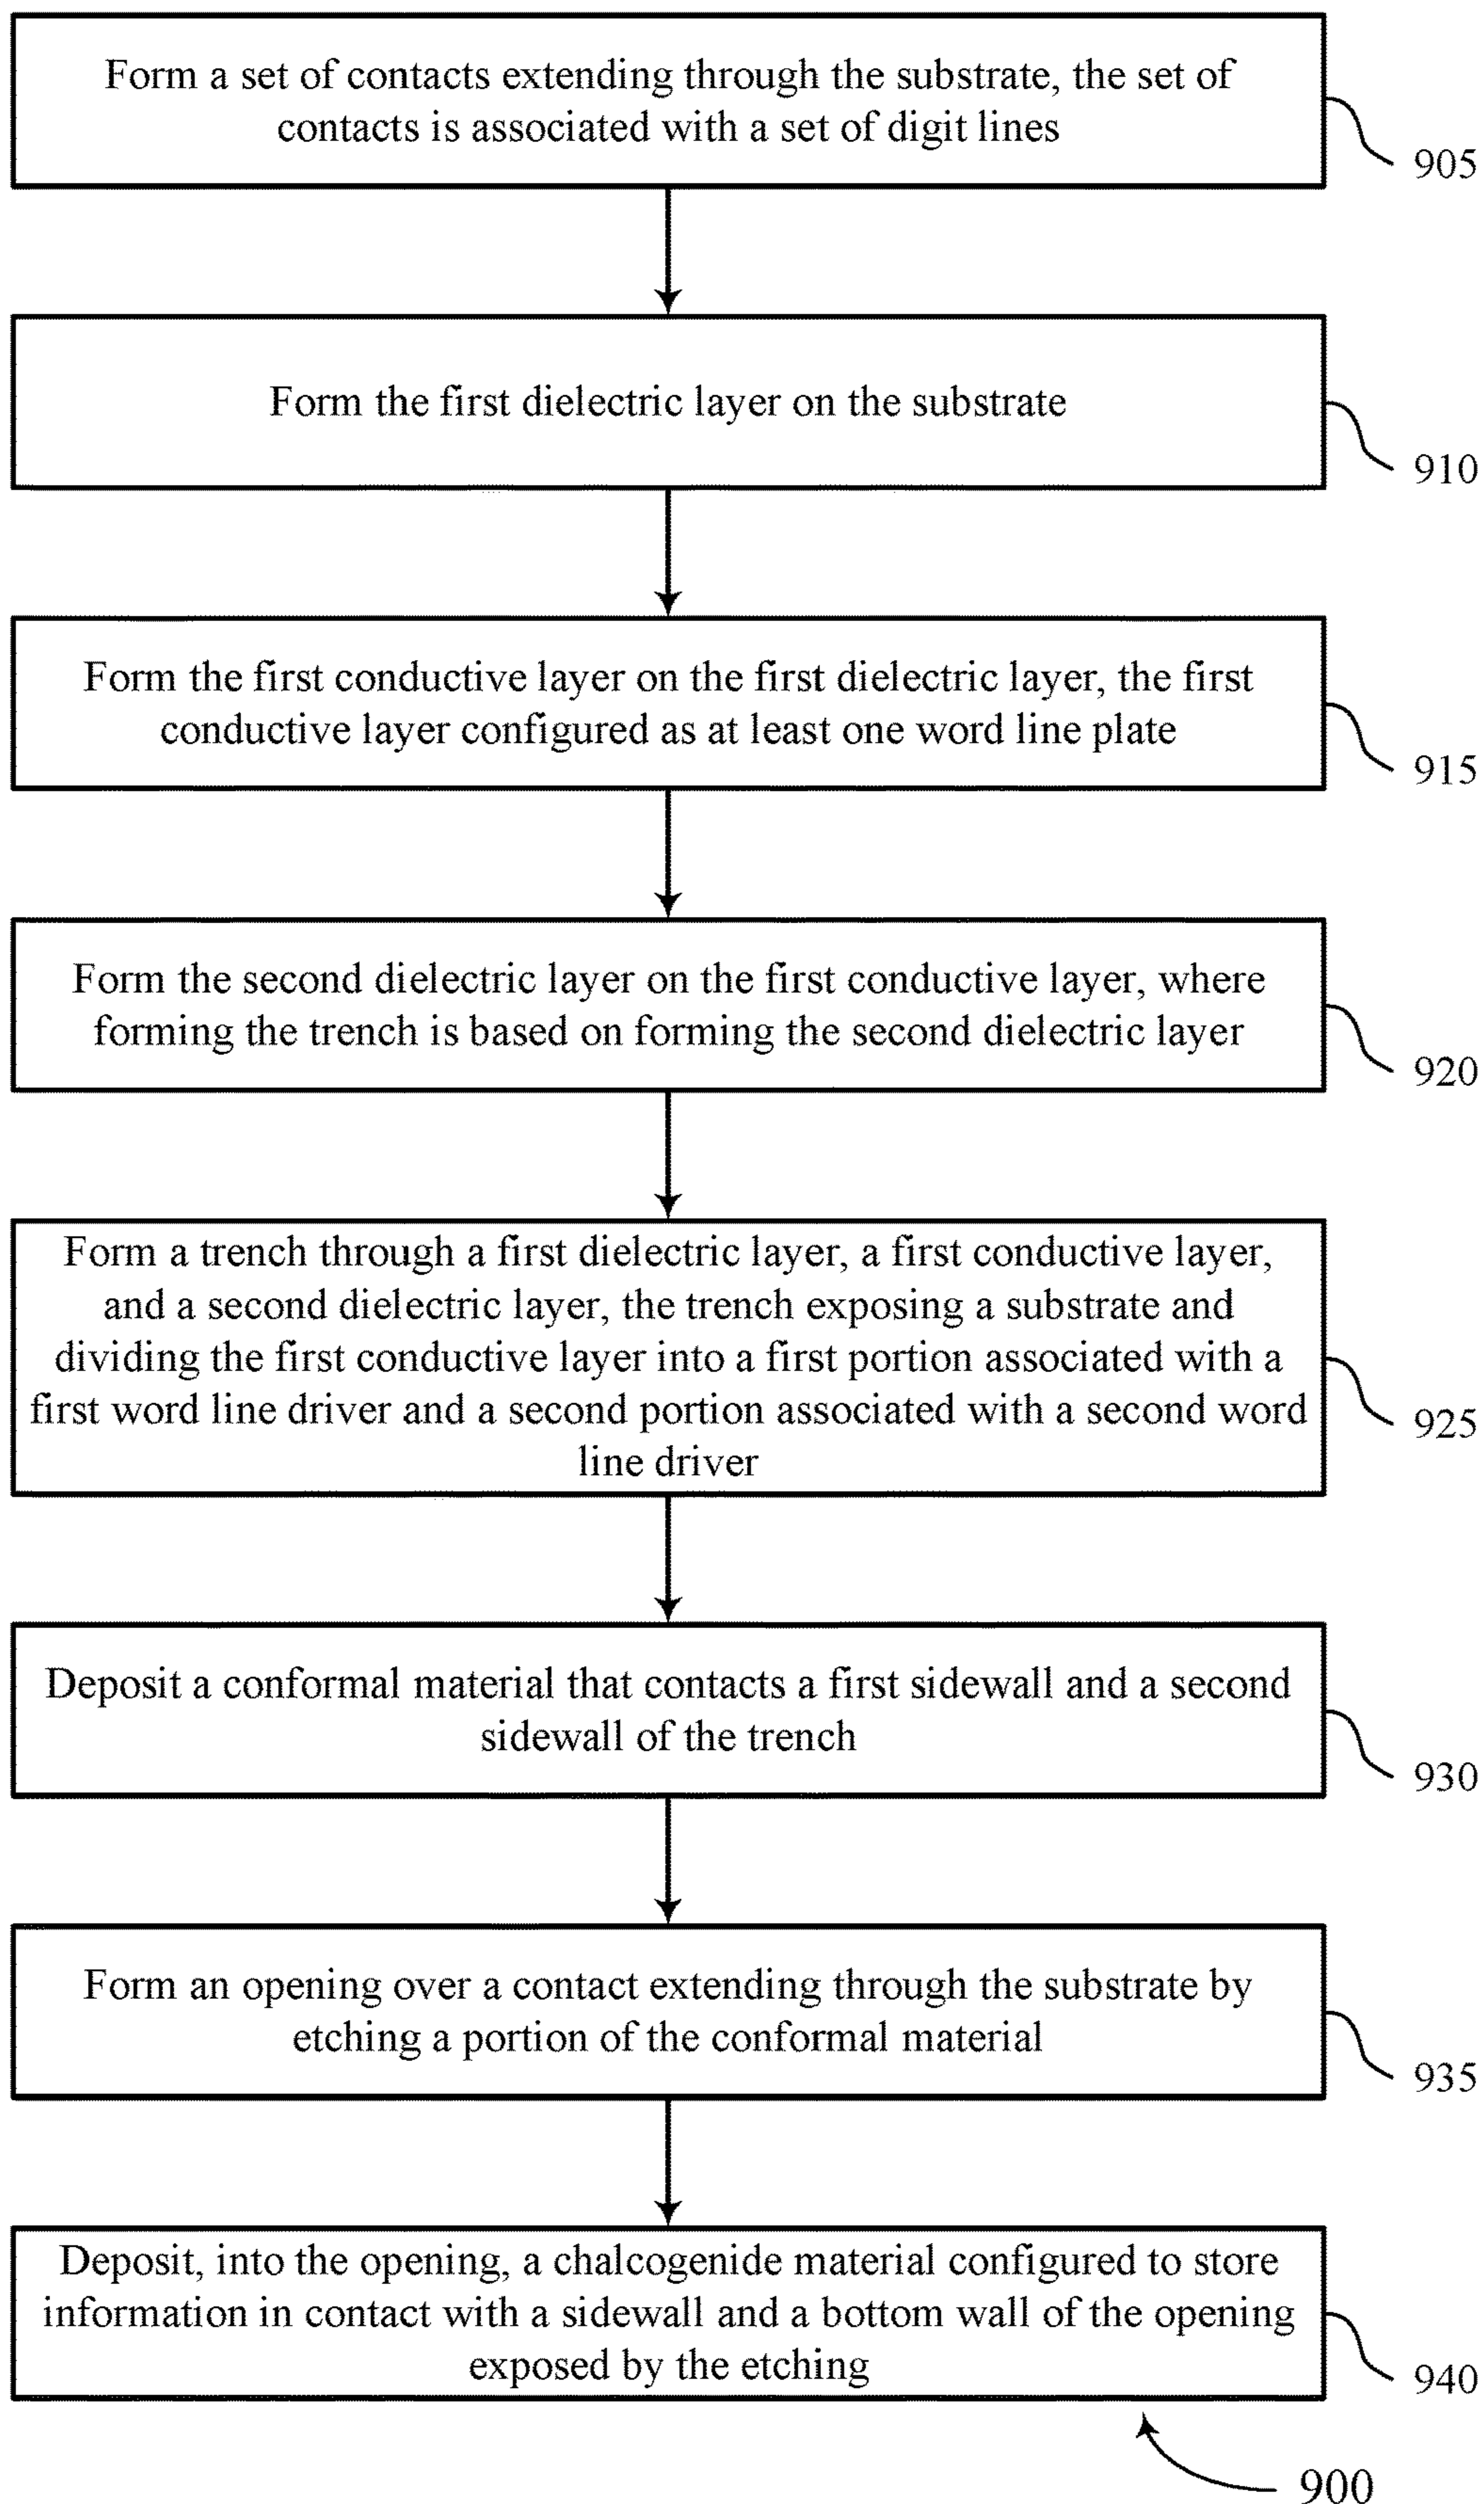 Form a set of contacts extending through the substrate, the set of
contacts is associated with a set of digit lines
905
Form the first dielectric layer on the substrate
910
Form the first conductive layer on the first dielectric layer, the first
conductive layer configured as at least one word line plate
915
Form the second dielectric layer on the first conductive layer, where
forming the trench is based on forming the second dielectric layer
920
Form a trench through a first dielectric layer, a first conductive layer,
and a second dielectric layer, the trench exposing a substrate and
dividing the first conductive layer into a first portion associated with a
first word line driver and a second portion associated with a second word
line driver
925
Deposit a conformal material that contacts a first sidewall and a second
sidewall of the trench
930
Form an opening over a contact extending through the substrate by
etching a portion of the conformal material
935
Deposit, into the opening, a chalcogenide material configured to store
information in contact with a sidewall and a bottom wall of the opening
exposed by the etching
940
900